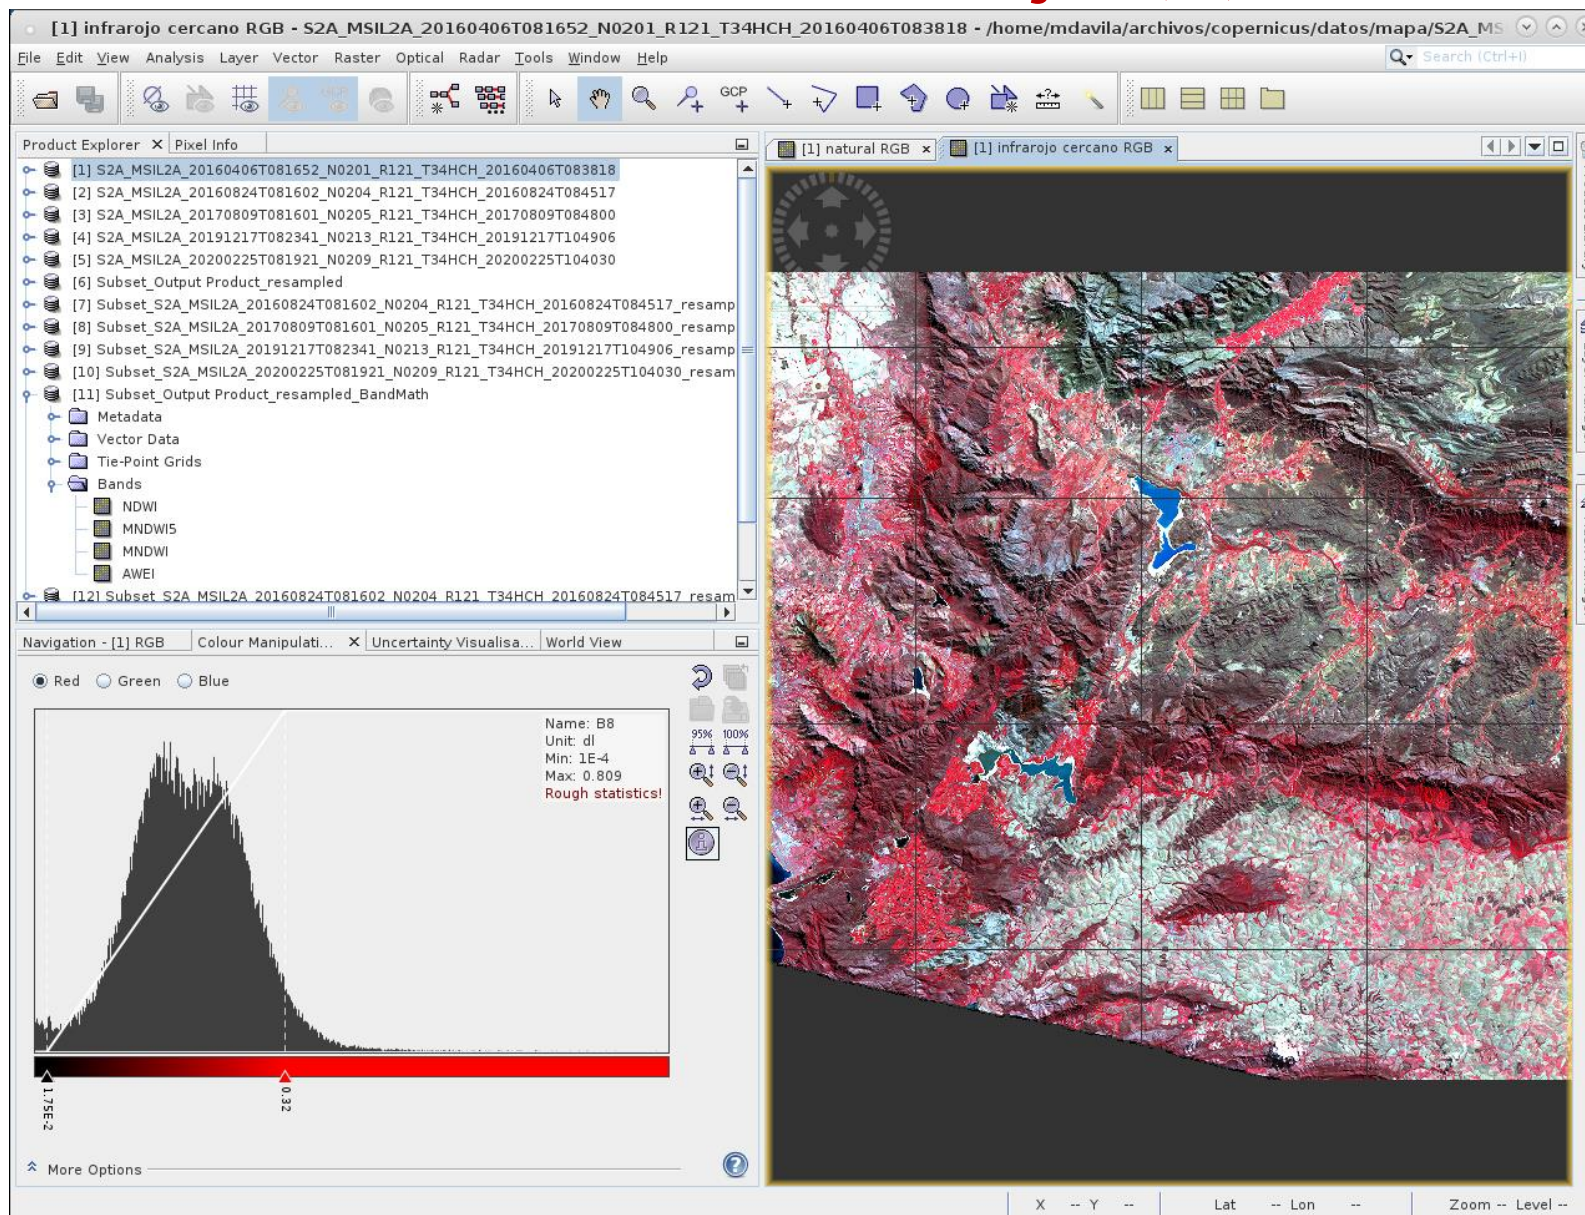 [1] infrarojo cercano RGB - S2A_MSIL2A_20160406T081652_N0201_R121_T34HCH_20160406T083818 - /home/mdavila/archivos/copernicus/datos/mapa/S2A_MS
File Edit View Analysis Layer Vector Raster Optical Radar Tools Window Help
Search (Ctrl+I)
GCP
GCP
Product Explorer Pixel Info
[1] natural RGB [1] infrarojo cercano RGB
[1] S2A_MSIL2A_20160406T081652_N0201_R121_T34HCH_20160406T083818
[2] S2A_MSIL2A_20160824T081602_N0204_R121_T34HCH_20160824T084517
[3] S2A_MSIL2A_20170809T081601_N0205_R121_T34HCH_20170809T084800
[4] S2A_MSIL2A_20191217T082341_N0213_R121_T34HCH_20191217T104906
[5] S2A_MSIL2A_20200225T081921_N0209_R121_T34HCH_20200225T104030
[6] Subset_Output Product_resampled
[7] Subset_S2A_MSIL2A_20160824T081602_N0204_R121_T34HCH_20160824T084517_resamp
[8] Subset_S2A_MSIL2A_20170809T081601_N0205_R121_T34HCH_20170809T084800_resamp
[9] Subset_S2A_MSIL2A_20191217T082341_N0213_R121_T34HCH_20191217T104906_resamp
[10] Subset_S2A_MSIL2A_20200225T081921_N0209_R121_T34HCH_20200225T104030_resam
[11] Subset_Output Product_resampled_BandMath
Metadata
Vector Data
Tie-Point Grids
Bands
NDWI
MNDWI5
MNDWI
AWEI
[12] Subset_S2A_MSIL2A_20160824T081602_N0204_R121_T34HCH_20160824T084517_resam
Navigation - [1] RGB Colour Manipulati... Uncertainty Visualisa... World View
Red Green Blue
Name: B8
Unit: dl
Min: 1E-4
Max: 0.809
Rough statistics!
95% 100%
1.75E-2
0.32
More Options
X -- Y -- Lat -- Lon -- Zoom -- Level --